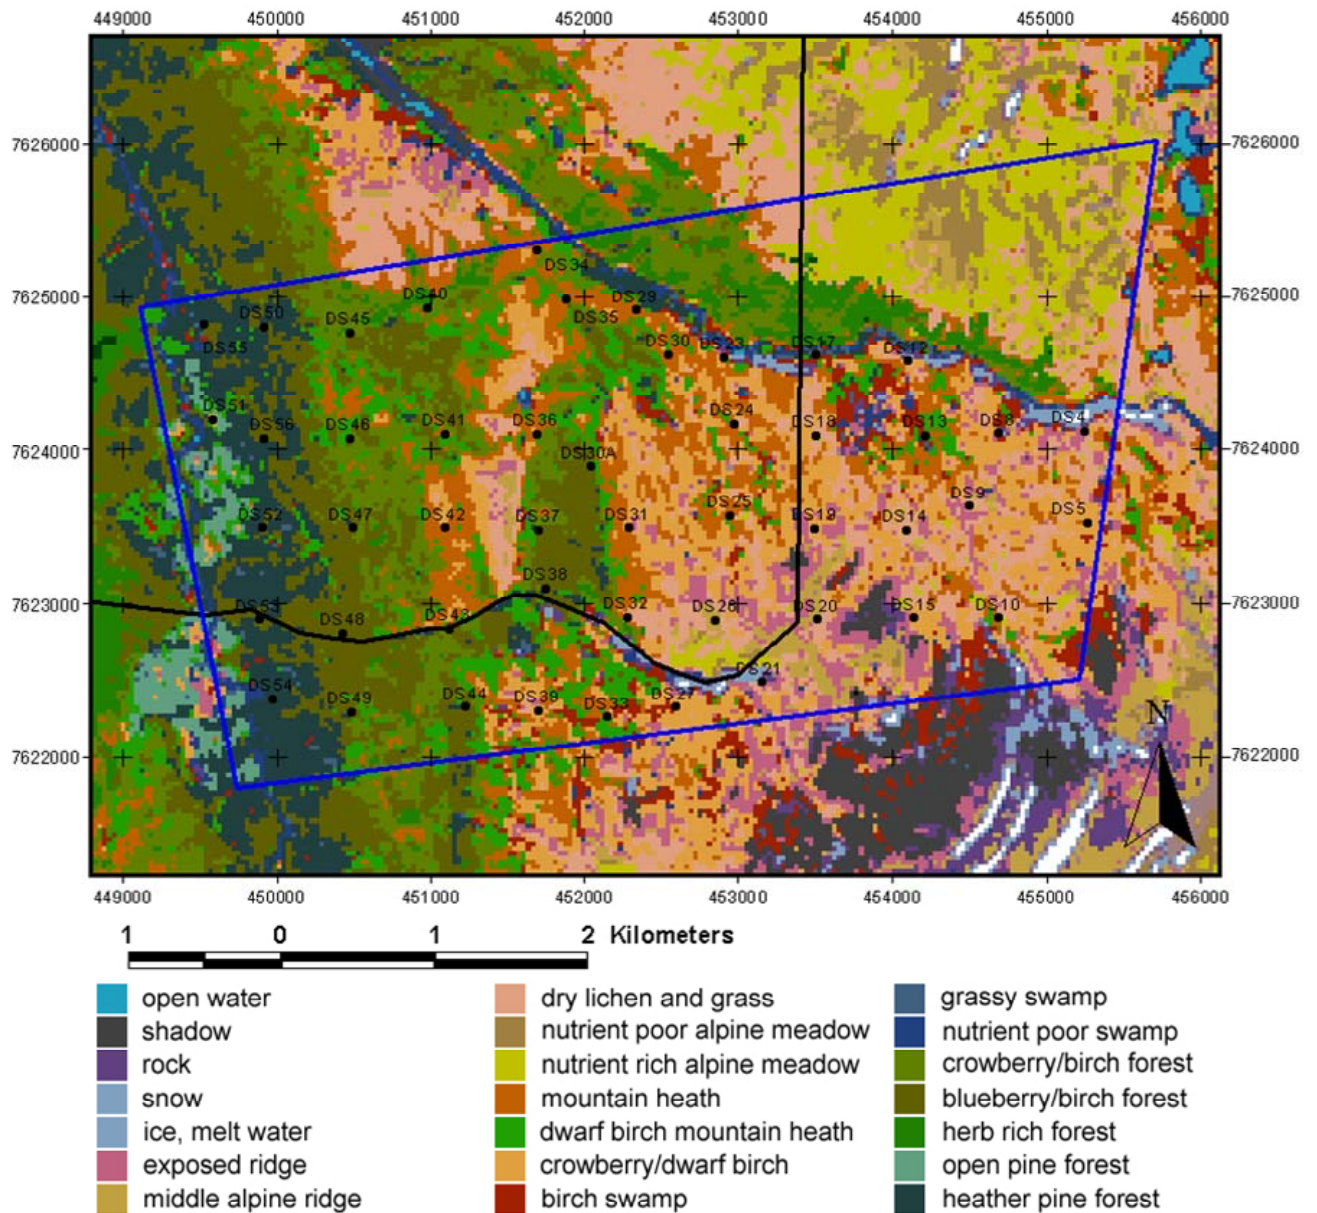 449000 450000 451000 452000 453000 454000 455000 456000
7626000 7626000
DS34
7625000 DS40 DS29 7625000
DS50 DS45 DS35
DS55 DS30 DS23 DS17 DS12
DS51 DS24
DS56 DS46 DS41 DS36 DS18 DS13 DS8 DS4
7624000 DS30A 7624000
DS25 DS9 DS5
DS52 DS47 DS42 DS37 DS31 DS19 DS14
DS38
7623000 DS53 DS48 DS43 DS32 DS26 DS20 DS15 DS10 7623000
DS21
DS54 DS49 DS44 DS39 DS33 DS27
N
7622000 7622000
449000 450000 451000 452000 453000 454000 455000 456000
1 0 1 2 Kilometers
open water
shadow
rock
snow
ice, melt water
exposed ridge
middle alpine ridge
dry lichen and grass
nutrient poor alpine meadow
nutrient rich alpine meadow
mountain heath
dwarf birch mountain heath
crowberry/dwarf birch
birch swamp
grassy swamp
nutrient poor swamp
crowberry/birch forest
blueberry/birch forest
herb rich forest
open pine forest
heather pine forest